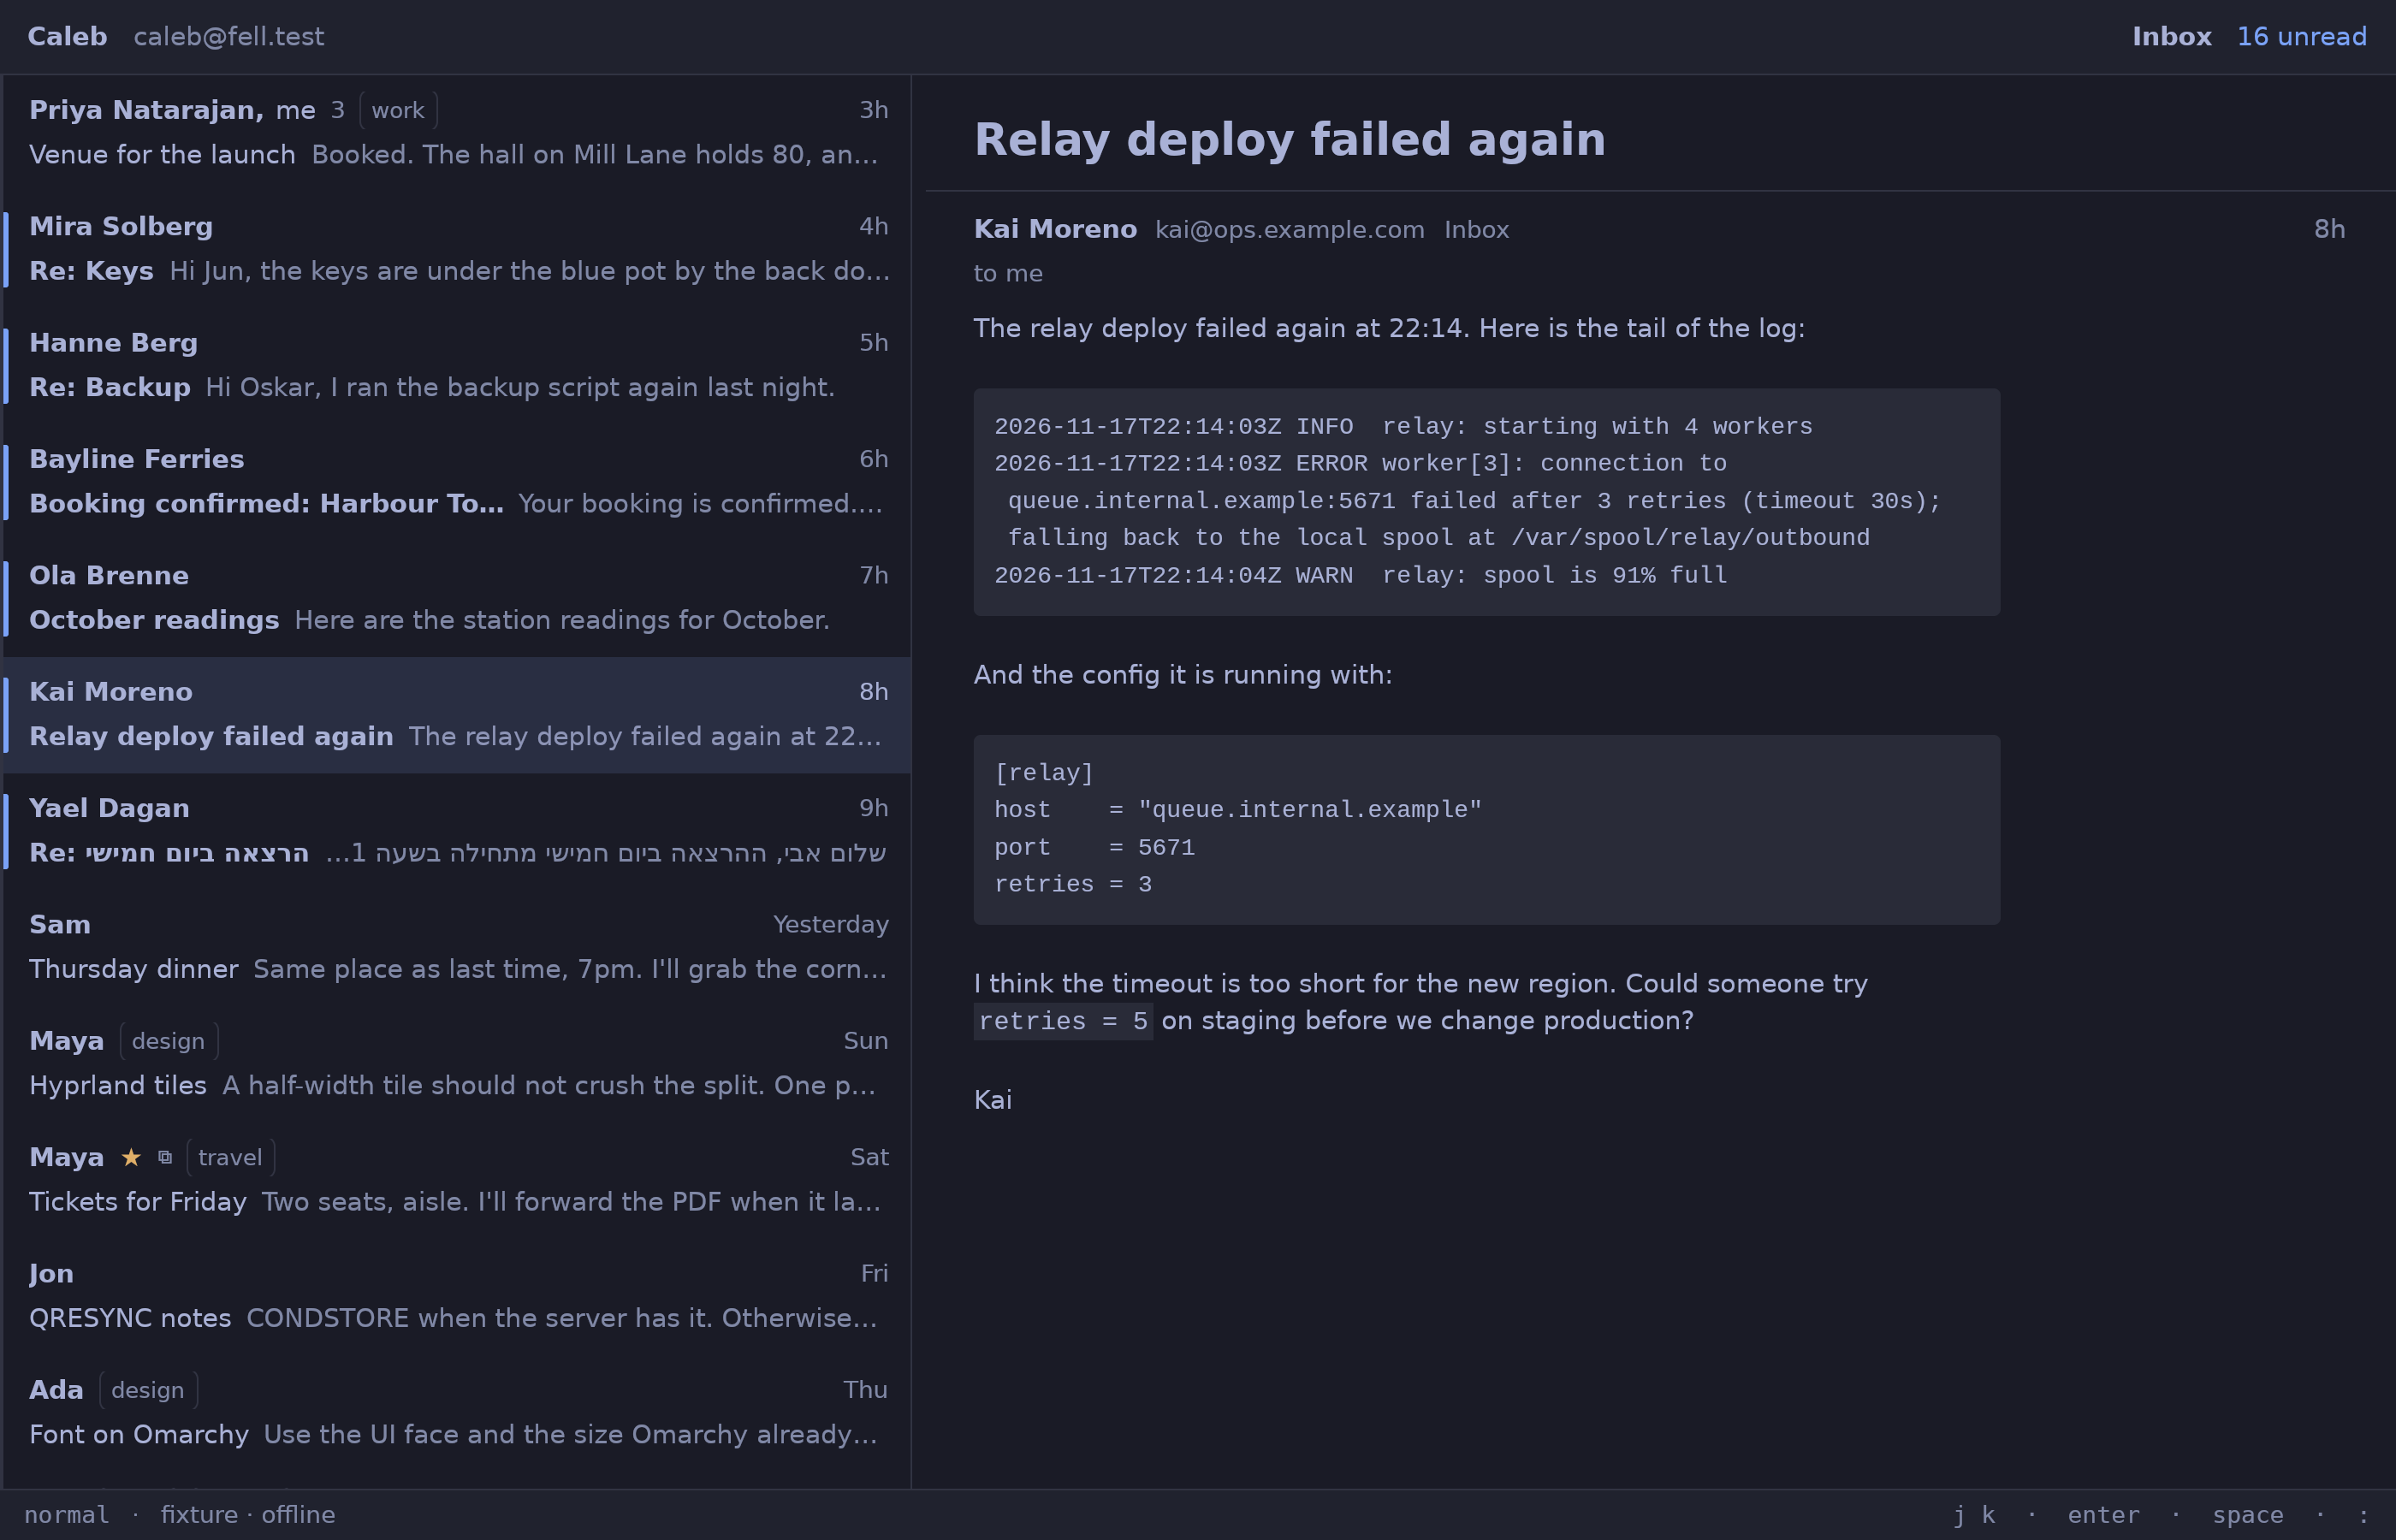 Caleb caleb@fell.test
Inbox 16 unread
Priya Natarajan, me 3 work 3h
Venue for the launch Booked. The hall on Mill Lane holds 80, an…
Mira Solberg 4h
Re: Keys Hi Jun, the keys are under the blue pot by the back do…
Hanne Berg 5h
Re: Backup Hi Oskar, I ran the backup script again last night.
Bayline Ferries 6h
Booking confirmed: Harbour To… Your booking is confirmed.…
Ola Brenne 7h
October readings Here are the station readings for October.
Kai Moreno 8h
Relay deploy failed again The relay deploy failed again at 22…
Yael Dagan 9h
Re: הרצאה ביום חמישי שלום אבי, ההרצאה ביום חמישי מתחילה בשעה 1…
Sam Yesterday
Thursday dinner Same place as last time, 7pm. I'll grab the corn…
Maya design Sun
Hyprland tiles A half-width tile should not crush the split. One p…
Maya ★ ⧉ travel Sat
Tickets for Friday Two seats, aisle. I'll forward the PDF when it la…
Jon Fri
QRESYNC notes CONDSTORE when the server has it. Otherwise…
Ada design Thu
Font on Omarchy Use the UI face and the size Omarchy already…
Relay deploy failed again
Kai Moreno kai@ops.example.com Inbox 8h
to me
The relay deploy failed again at 22:14. Here is the tail of the log:
2026-11-17T22:14:03Z INFO  relay: starting with 4 workers
2026-11-17T22:14:03Z ERROR worker[3]: connection to
queue.internal.example:5671 failed after 3 retries (timeout 30s);
falling back to the local spool at /var/spool/relay/outbound
2026-11-17T22:14:04Z WARN  relay: spool is 91% full
And the config it is running with:
[relay]
host    = "queue.internal.example"
port    = 5671
retries = 3
I think the timeout is too short for the new region. Could someone try
retries = 5 on staging before we change production?
Kai
normal · fixture · offline
j k · enter · space · :